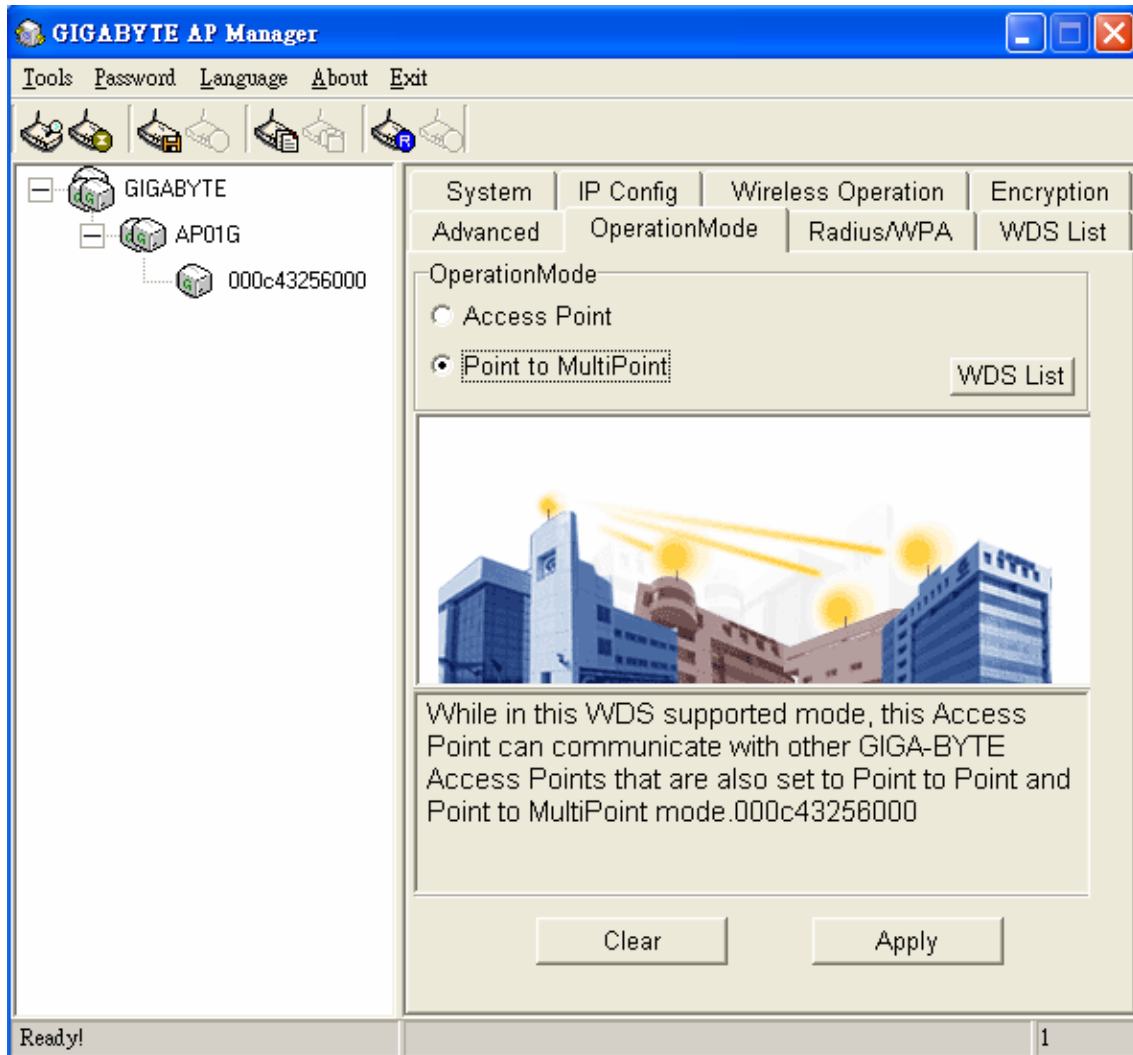 GIGABYTE AP Manager
Tools Password Language About Exit
GIGABYTE
AP01G
000c43256000
System IP Config Wireless Operation Encryption
Advanced OperationMode Radius/WPA WDS List
OperationMode
Access Point
Point to MultiPoint
WDS List
While in this WDS supported mode, this Access
Point can communicate with other GIGA-BYTE
Access Points that are also set to Point to Point and
Point to MultiPoint mode.000c43256000
Clear Apply
Ready! 1